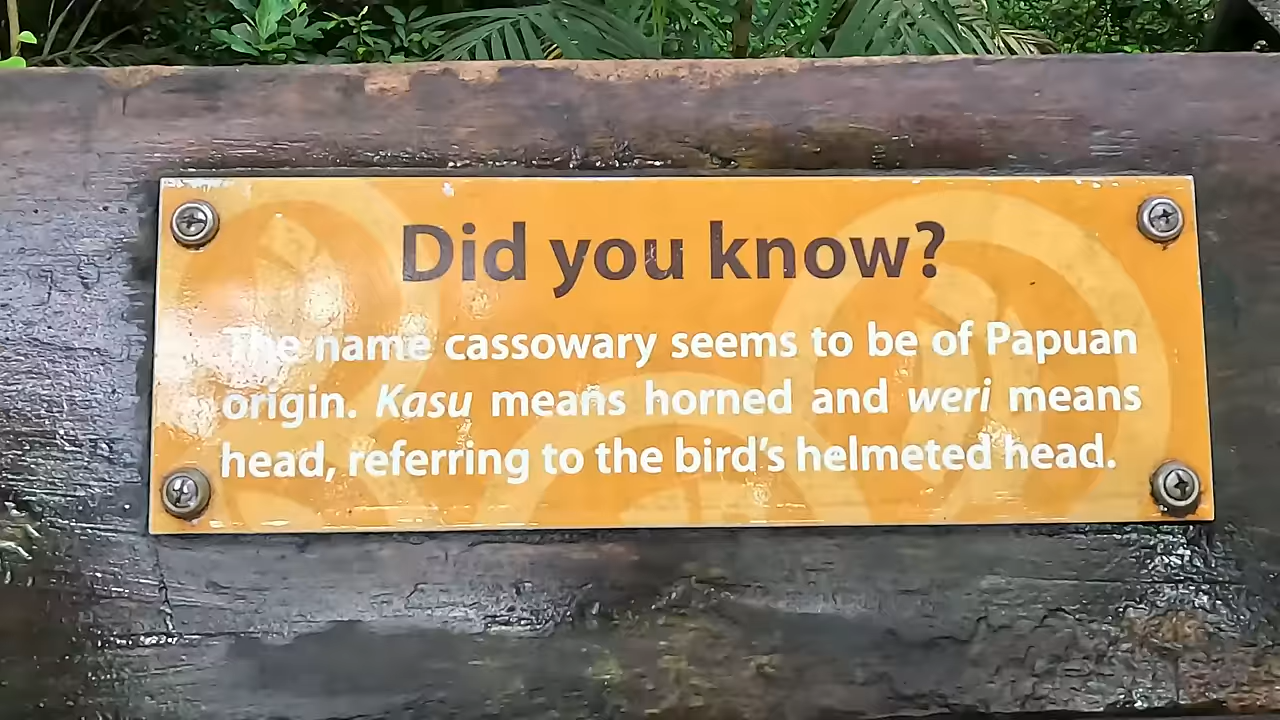 Did you know?
The name cassowary seems to be of Papuan
origin. Kasu means horned and weri means
head, referring to the bird's helmeted head.